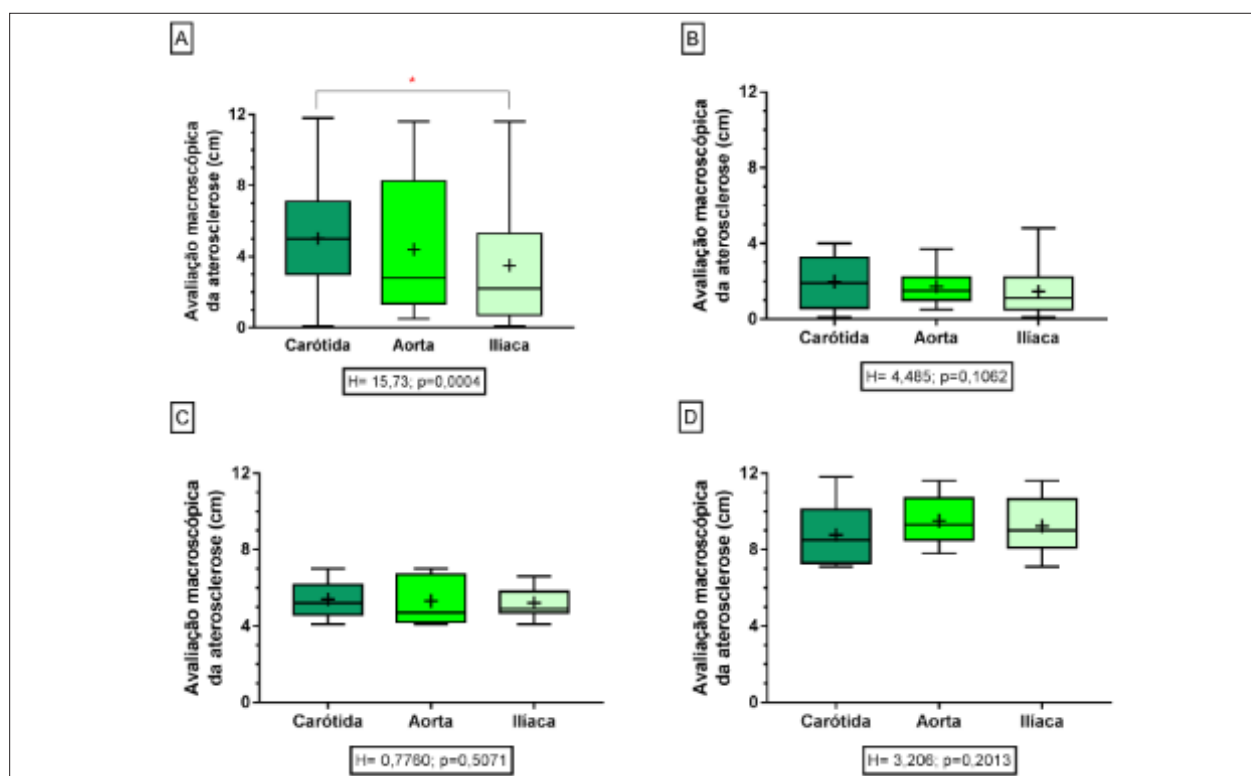 A
B
*
Avaliação macroscópica
da aterosclerose (cm)
12
8
4
0
Carótida Aorta Ilíaca
H= 15,73; p=0,0004
Avaliação macroscópica
da aterosclerose (cm)
12
8
4
0
Carótida Aorta Ilíaca
H= 4,485; p=0,1062
C
D
Avaliação macroscópica
da aterosclerose (cm)
12
8
4
0
Carótida Aorta Ilíaca
H= 0,7760; p=0,5071
Avaliação macroscópica
da aterosclerose (cm)
12
8
4
0
Carótida Aorta Ilíaca
H= 3,206; p=0,2013